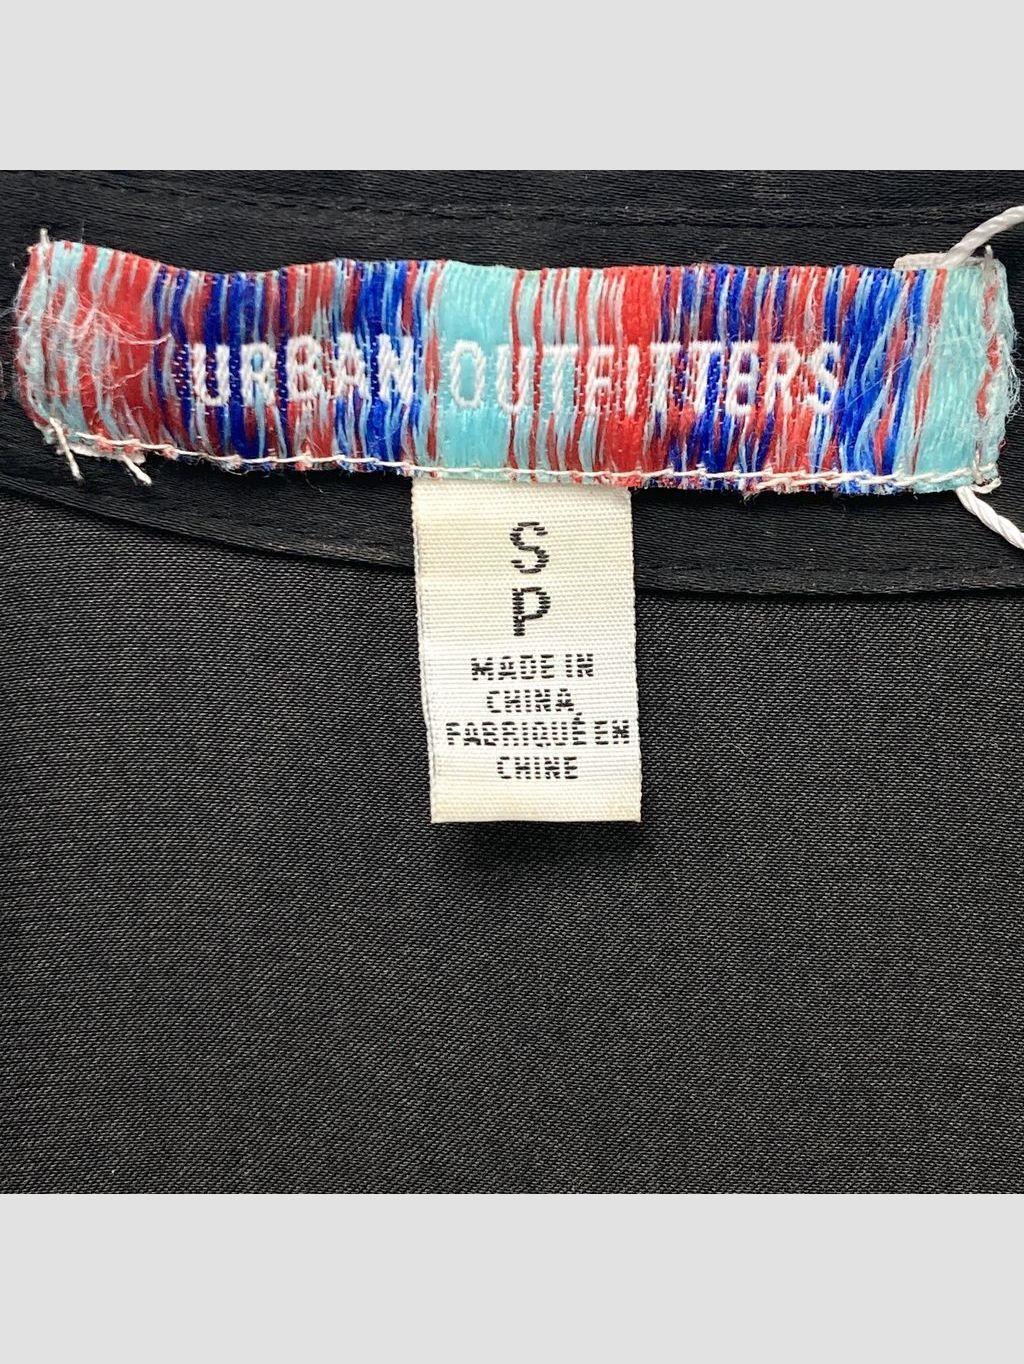 URBAN OUTFITTERS
S
P
MADE IN
CHINA,
FABRIQUÉ EN
CHINE